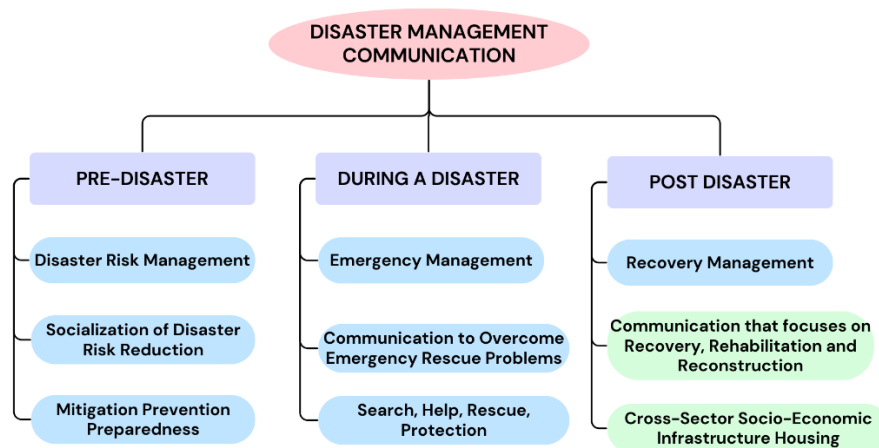 DISASTER MANAGEMENT
COMMUNICATION
PRE-DISASTER
Disaster Risk Management
Socialization of Disaster
Risk Reduction
Mitigation Prevention
Preparedness
DURING A DISASTER
Emergency Management
Communication to Overcome
Emergency Rescue Problems
Search, Help, Rescue,
Protection
POST DISASTER
Recovery Management
Communication that focuses on
Recovery, Rehabilitation and
Reconstruction
Cross-Sector Socio-Economic
Infrastructure Housing